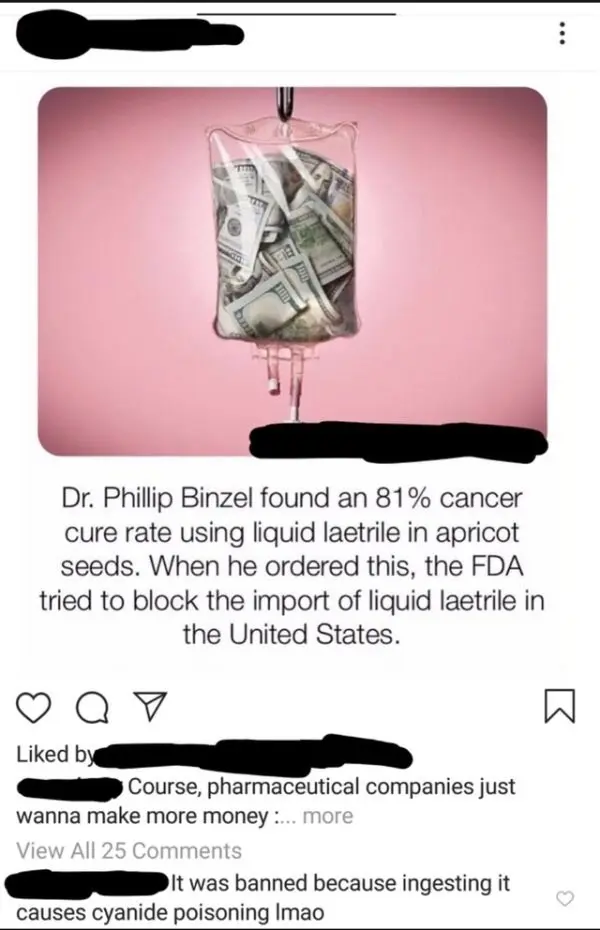 Dr. Phillip Binzel found an 81% cancer
cure rate using liquid laetrile in apricot
seeds. When he ordered this, the FDA
tried to block the import of liquid laetrile in
the United States.
Liked by
Course, pharmaceutical companies just
wanna make more money :... more
View All 25 Comments
It was banned because ingesting it
causes cyanide poisoning lmao